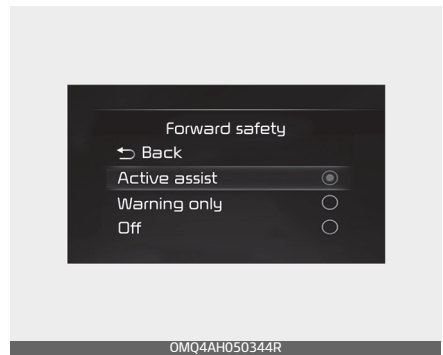 Forward safety
Back
Active assist
Warning only
Off
OMQ4AH050344R